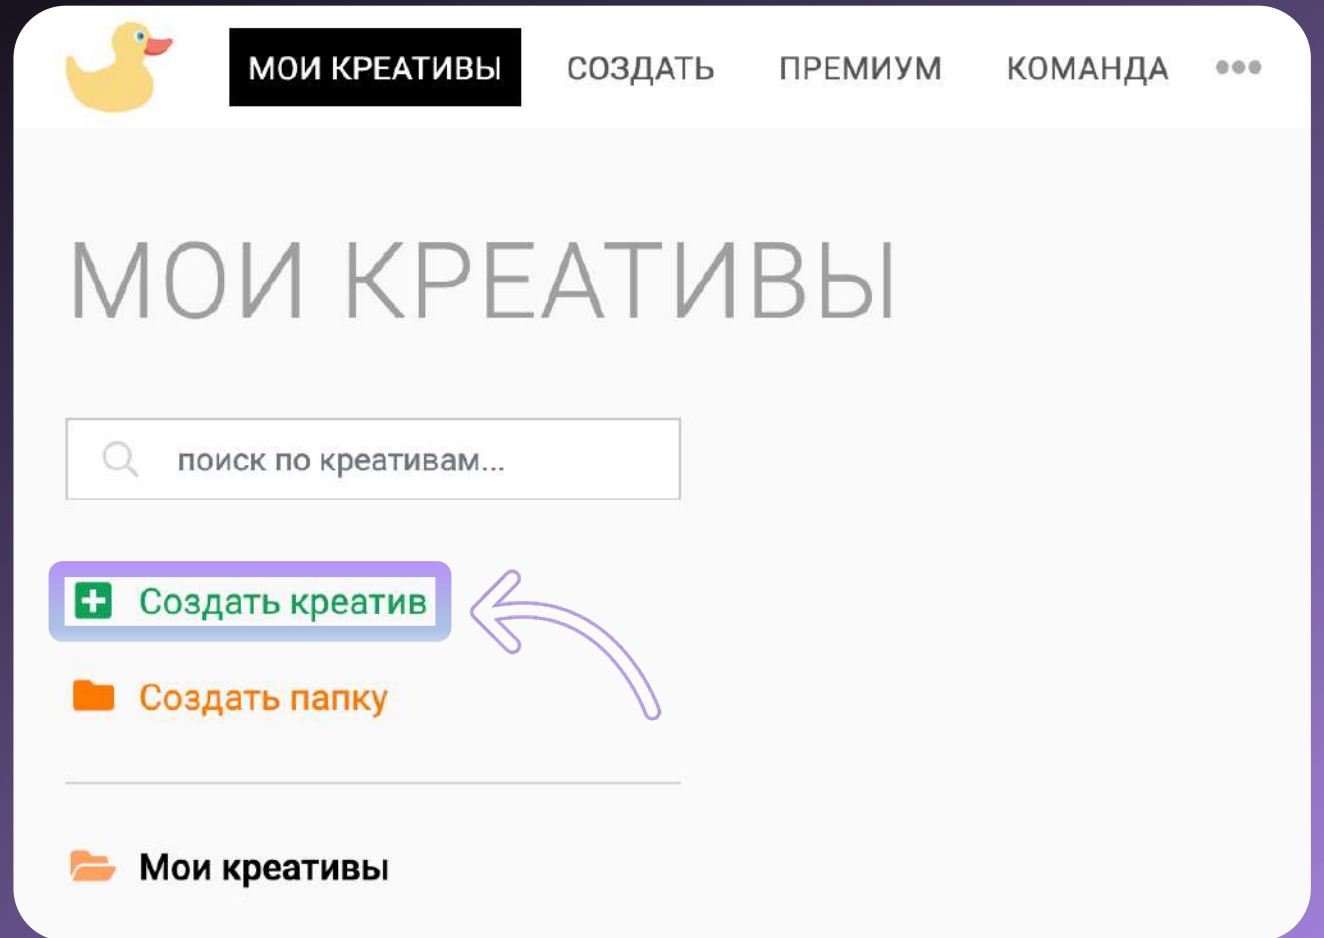 МОИ КРЕАТИВЫ СОЗДАТЬ ПРЕМИУМ КОМАНДА •••
МОИ КРЕАТИВЫ
поиск по креативам...
Создать креатив
Создать папку
Мои креативы